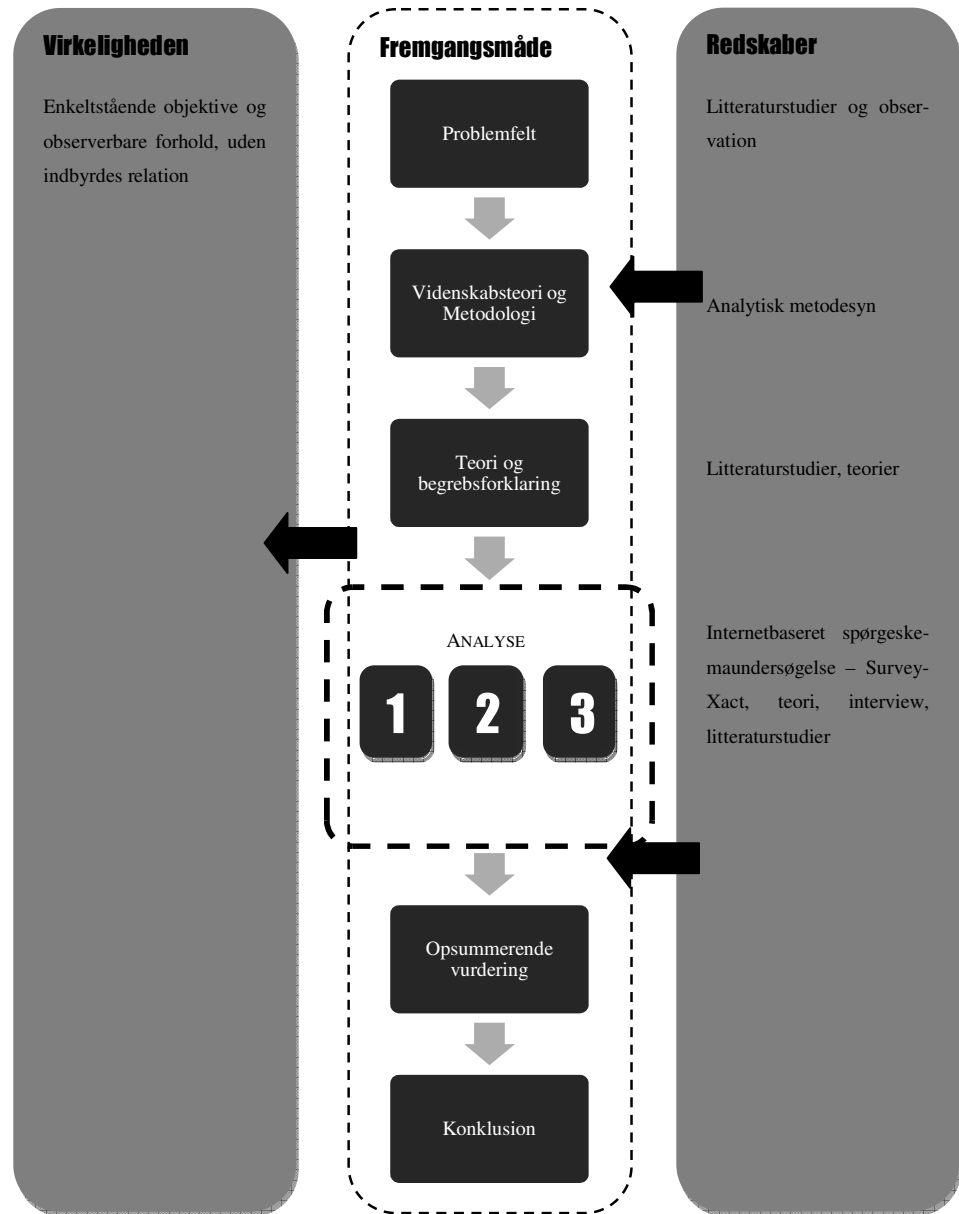 Virkeligheden
Enkeltstående objektive og
observerbare forhold, uden
indbyrdes relation
Fremgangsmåde
Problemfelt
Videnskabsteori og
Metodologi
Teori og
begrebsforklaring
ANALYSE
1 2 3
Opsummerende
vurdering
Konklusion
Redskaber
Litteraturstudier og obser-
vation
Analytisk metodesyn
Litteraturstudier, teorier
Internetbaseret spørgeske-
maundersøgelse – Survey-
Xact, teori, interview,
litteraturstudier